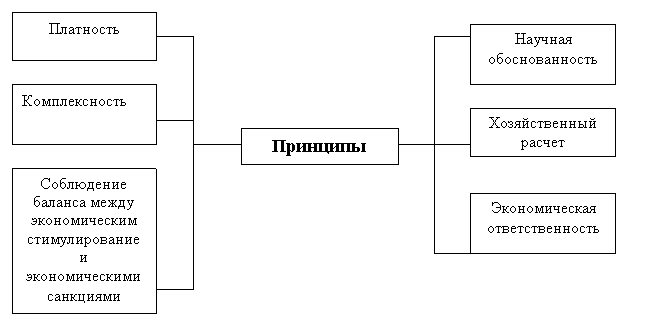 Платность
Комплексность
Соблюдение
баланса между
экономическим
стимулирование
и
экономическими
санкциями
Принципы
Научная
обоснованность
Хозяйственный
расчет
Экономическая
ответственность